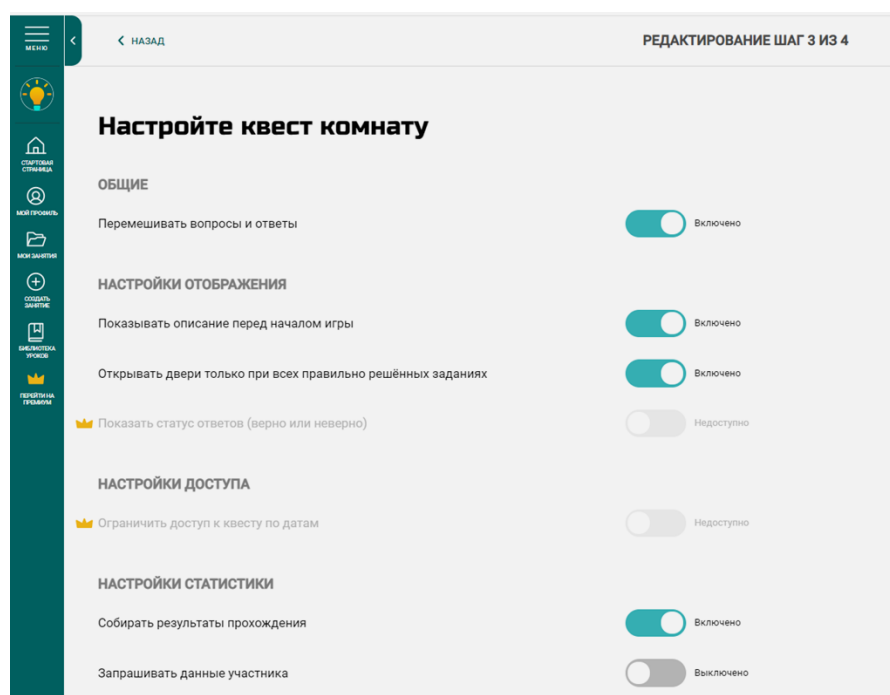 МЕНЮ
НАЗАД
РЕДАКТИРОВАНИЕ ШАГ 3 ИЗ 4
СТАРТОВАЯ
СТРАНИЦА
МОЙ ПРОФИЛЬ
МОИ ЗАНЯТИЯ
СОЗДАТЬ
ЗАНЯТИЕ
БИБЛИОТЕКА
УРОКОВ
ПЕРЕЙТИ НА
ПРЕМИУМ
Настройте квест комнату
ОБЩИЕ
Перемешивать вопросы и ответы Включено
НАСТРОЙКИ ОТОБРАЖЕНИЯ
Показывать описание перед началом игры Включено
Открывать двери только при всех правильно решённых заданиях Включено
Показать статус ответов (верно или неверно) Недоступно
НАСТРОЙКИ ДОСТУПА
Ограничить доступ к квесту по датам Недоступно
НАСТРОЙКИ СТАТИСТИКИ
Собирать результаты прохождения Включено
Запрашивать данные участника Выключено